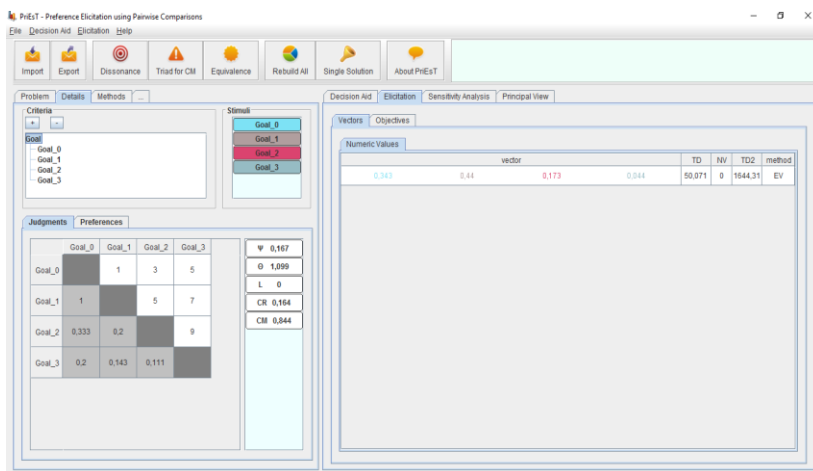 PriEsT - Preference Elicitation using Pairwise Comparisons
File Decision Aid Elicitation Help
Import Export Dissonance Triad for CM Equivalence Rebuild All Single Solution About PriEsT
Problem Details Methods ...
Decision Aid Elicitation Sensitivity Analysis Principal View
Criteria
+ -
Goal
Goal_0
Goal_1
Goal_2
Goal_3
Stimuli
Goal_0
Goal_1
Goal_2
Goal_3
Vectors Objectives
Numeric Values
vector TD NV TD2 method
0,343 0,44 0,173 0,044 50,071 0 1644,31 EV
Judgments Preferences
Goal_0 Goal_1 Goal_2 Goal_3
Goal_0 1 3 5
Goal_1 1 5 7
Goal_2 0,333 0,2 9
Goal_3 0,2 0,143 0,111
Ψ 0,167
Θ 1,099
L 0
CR 0,164
CM 0,844